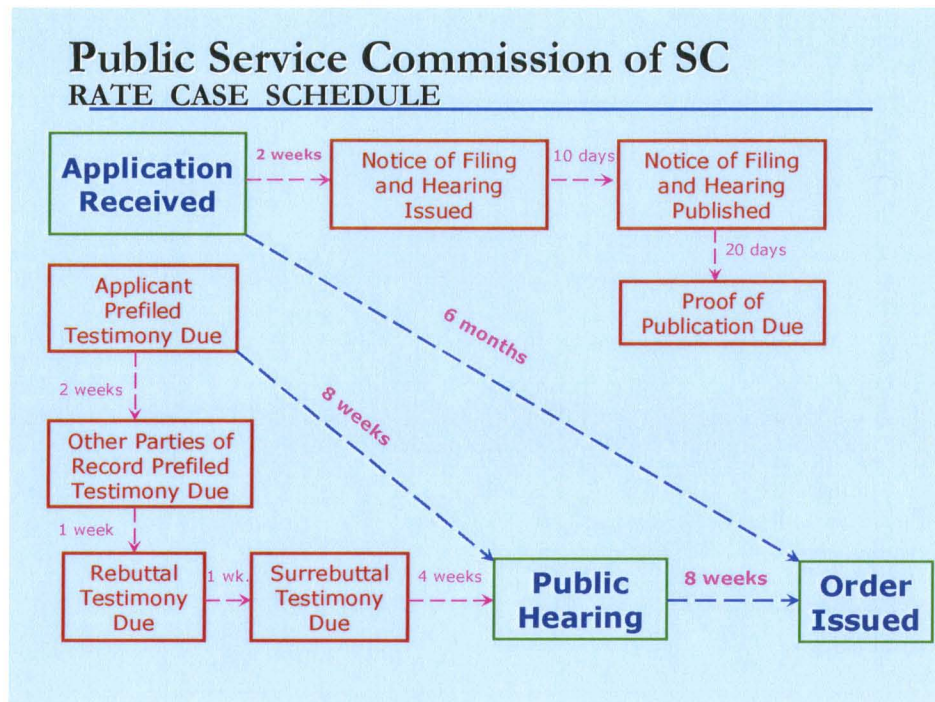 Public Service Commission of SC
RATE CASE SCHEDULE
Application
Received
2 weeks
Notice of Filing
and Hearing
Issued
10 days
Notice of Filing
and Hearing
Published
20 days
Proof of
Publication Due
6 months
Applicant
Prefiled
Testimony Due
8 weeks
2 weeks
Other Parties of
Record Prefiled
Testimony Due
1 week
Rebuttal
Testimony
Due
1 wk.
Surrebuttal
Testimony
Due
4 weeks
Public
Hearing
8 weeks
Order
Issued